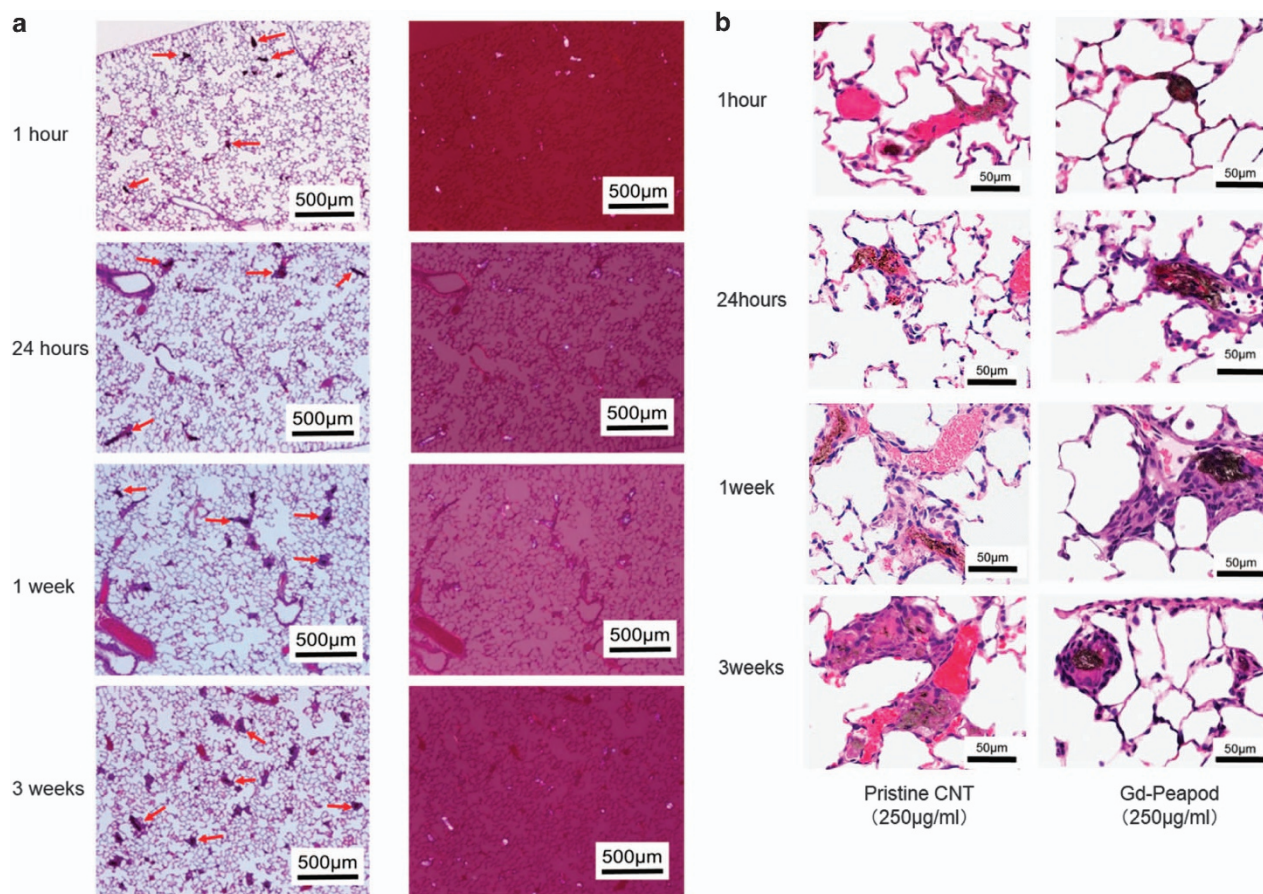 a
1 hour
500µm
500µm
24 hours
500µm
500µm
1 week
500µm
500µm
3 weeks
500µm
500µm
b
1hour
50µm
50µm
24hours
50µm
50µm
1week
50µm
50µm
3weeks
50µm
50µm
Pristine CNT
(250µg/ml)
Gd-Peapod
(250µg/ml)